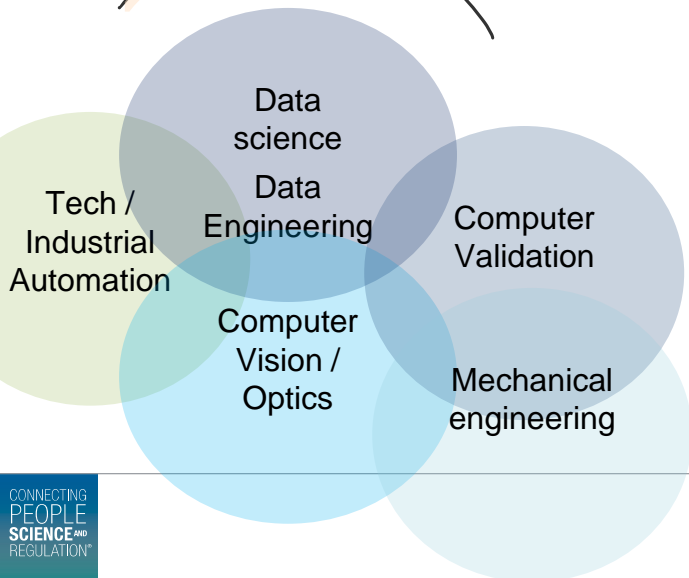 Data
science
Data
Engineering
Tech /
Industrial
Automation
Computer
Validation
Computer
Vision /
Optics
Mechanical
engineering
CONNECTING
PEOPLE
SCIENCE AND
REGULATION®